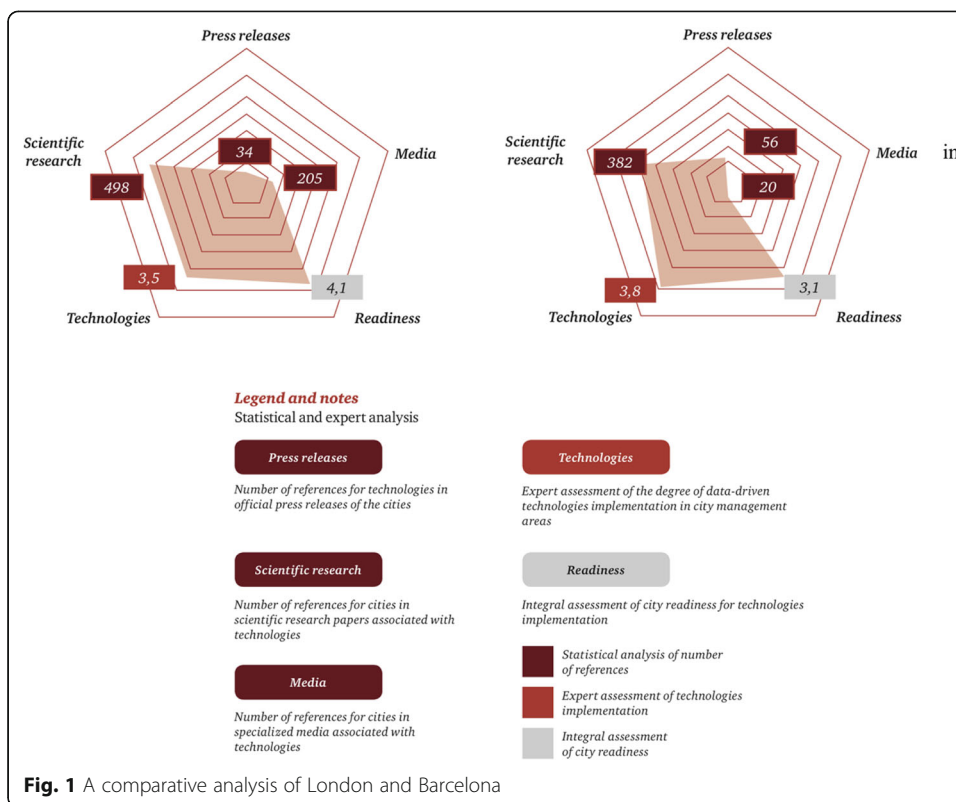 Press releases
Scientific
research
Media
34
205
498
3,5
4,1
Technologies
Readiness
Press releases
Scientific
research
Media
56
20
382
3,8
3,1
Technologies
Readiness
in
Legend and notes
Statistical and expert analysis
Press releases
Number of references for technologies in
official press releases of the cities
Scientific research
Number of references for cities in
scientific research papers associated with
technologies
Media
Number of references for cities in
specialized media associated with
technologies
Technologies
Expert assessment of the degree of data-driven
technologies implementation in city management
areas
Readiness
Integral assessment of city readiness for technologies
implementation
Statistical analysis of number
of references
Expert assessment of technologies
implementation
Integral assessment
of city readiness
Fig. 1 A comparative analysis of London and Barcelona